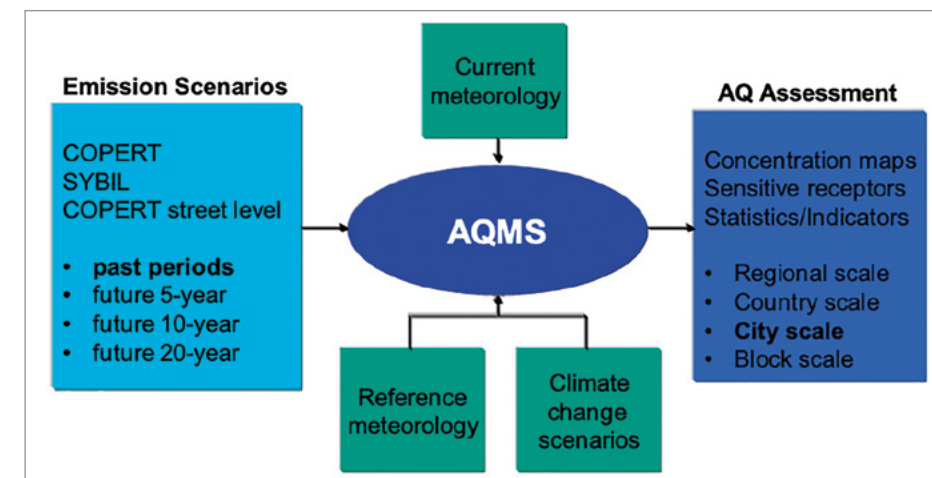 Emission Scenarios
COPERT
SYBIL
COPERT street level
• past periods
• future 5-year
• future 10-year
• future 20-year
Current
meteorology
AQMS
Reference
meteorology
Climate
change
scenarios
AQ Assessment
Concentration maps
Sensitive receptors
Statistics/Indicators
• Regional scale
• Country scale
• City scale
• Block scale